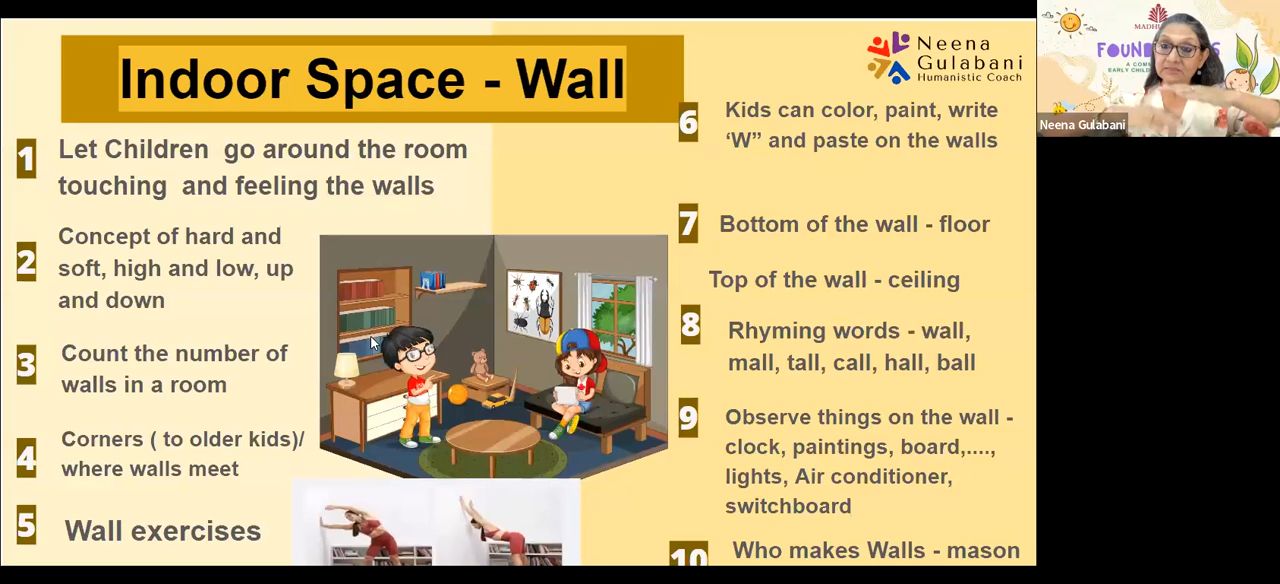 Indoor Space - Wall
1
Let Children go around the room
touching and feeling the walls
2
Concept of hard and
soft, high and low, up
and down
3
Count the number of
walls in a room
4
Corners ( to older kids)/
where walls meet
5
Wall exercises
Neena
Gulabani
Humanistic Coach
6
Kids can color, paint, write
‘W” and paste on the walls
7
Bottom of the wall - floor
Top of the wall - ceiling
8
Rhyming words - wall,
mall, tall, call, hall, ball
9
Observe things on the wall -
clock, paintings, board,....,
lights, Air conditioner,
switchboard
10
Who makes Walls - mason
Neena Gulabani